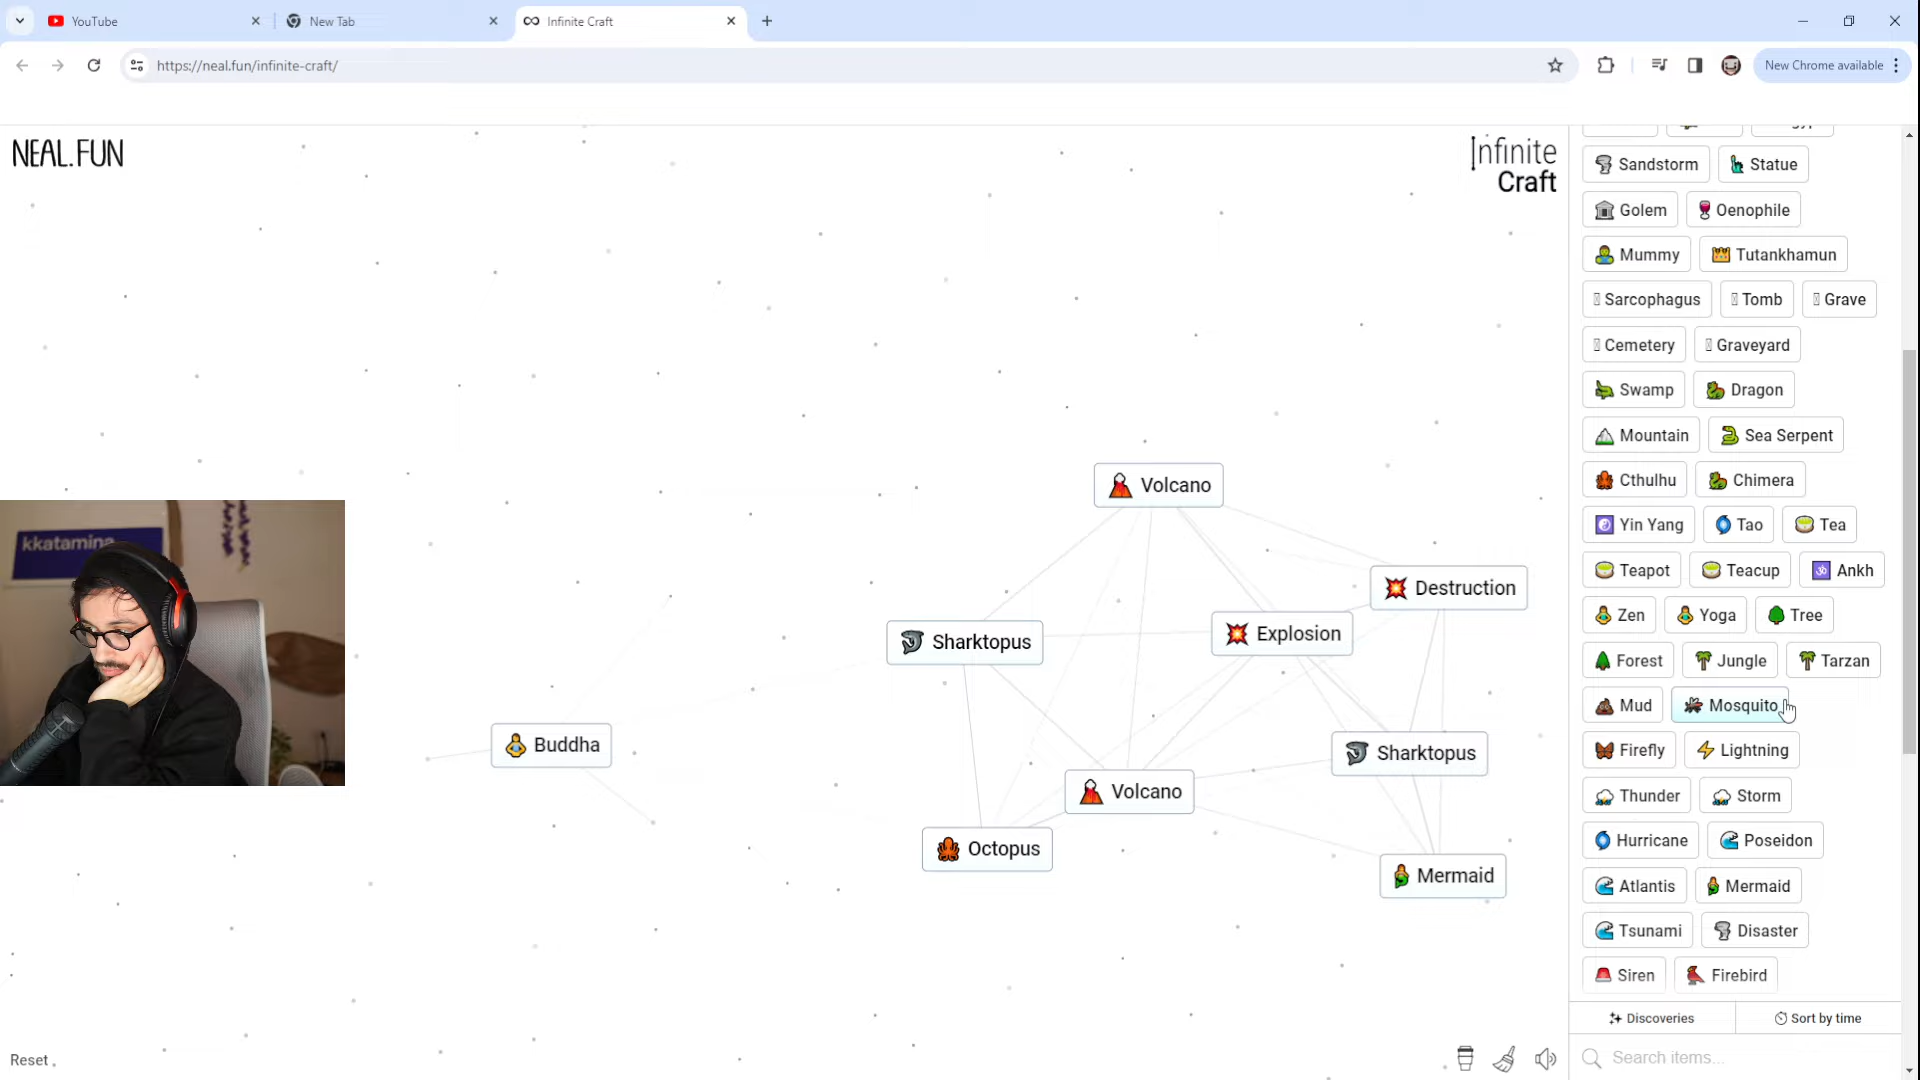 YouTube
New Tab
Infinite Craft
https://neal.fun/infinite-craft/
New Chrome available
NEAL.FUN
Infinite
Craft
Sandstorm
Statue
Golem
Oenophile
Mummy
Tutankhamun
Sarcophagus
Tomb
Grave
Cemetery
Graveyard
Swamp
Dragon
Mountain
Sea Serpent
Cthulhu
Chimera
Yin Yang
Tao
Tea
Teapot
Teacup
Ankh
Zen
Yoga
Tree
Forest
Jungle
Tarzan
Mud
Mosquito
Firefly
Lightning
Thunder
Storm
Hurricane
Poseidon
Atlantis
Mermaid
Tsunami
Disaster
Siren
Firebird
Discoveries
Sort by time
Search items...
Volcano
Destruction
Explosion
Sharktopus
Sharktopus
Buddha
Volcano
Octopus
Mermaid
kkatamina
Reset